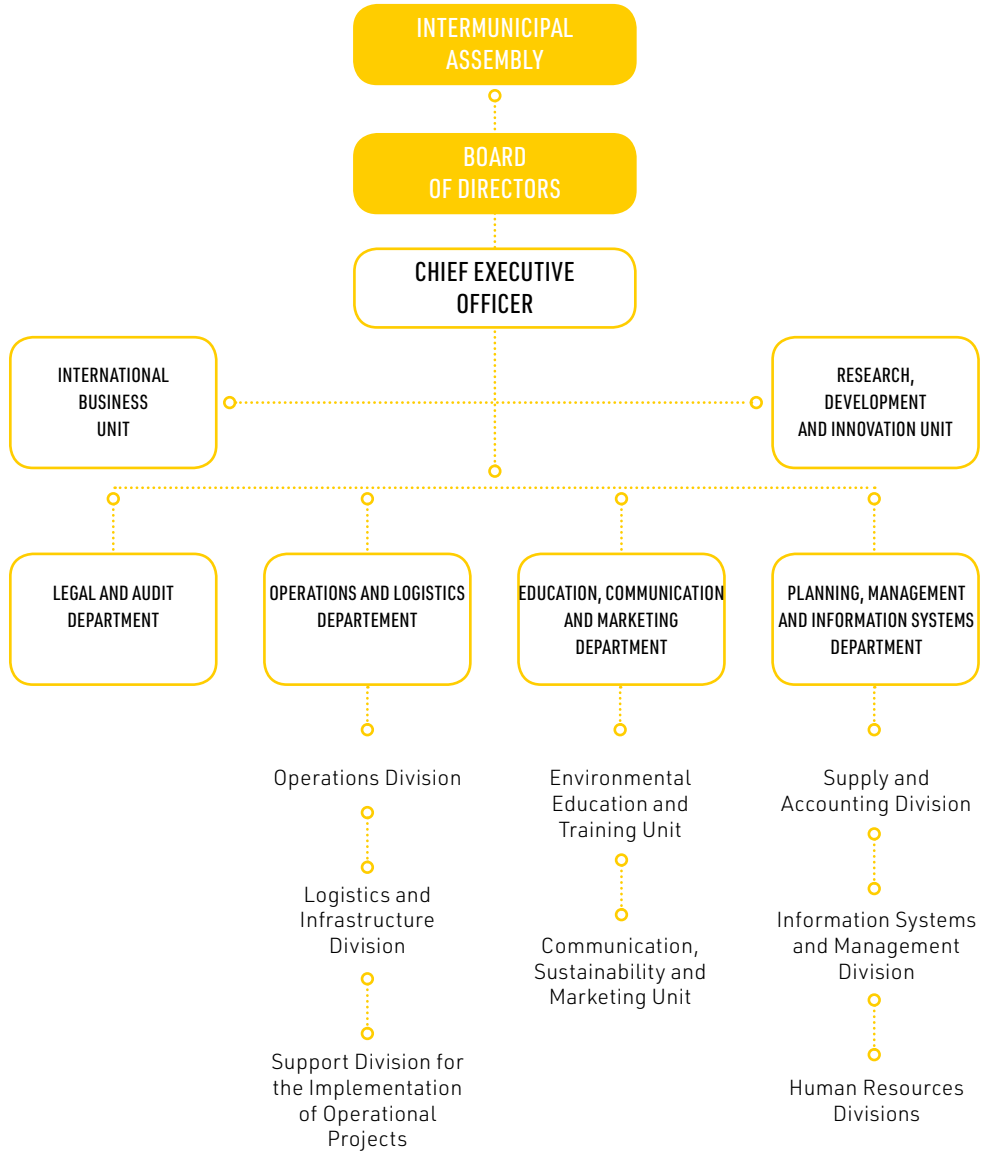 INTERMUNICIPAL
ASSEMBLY
BOARD
OF DIRECTORS
CHIEF EXECUTIVE
OFFICER
INTERNATIONAL
BUSINESS
UNIT
RESEARCH,
DEVELOPMENT
AND INNOVATION UNIT
LEGAL AND AUDIT
DEPARTMENT
OPERATIONS AND LOGISTICS
DEPARTEMENT
EDUCATION, COMMUNICATION
AND MARKETING
DEPARTMENT
PLANNING, MANAGEMENT
AND INFORMATION SYSTEMS
DEPARTMENT
Operations Division
Logistics and
Infrastructure
Division
Support Division for
the Implementation
of Operational
Projects
Environmental
Education and
Training Unit
Communication,
Sustainability and
Marketing Unit
Supply and
Accounting Division
Information Systems
and Management
Division
Human Resources
Divisions